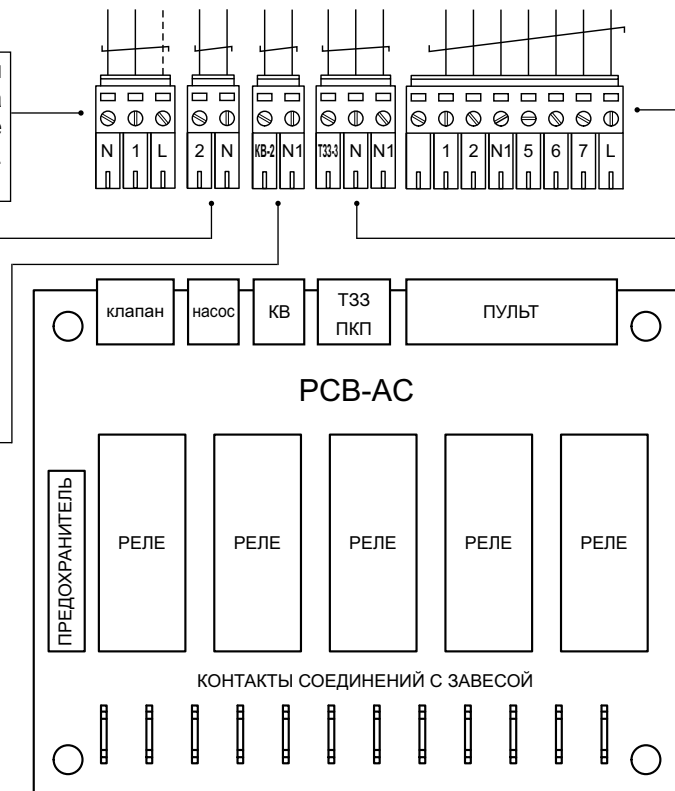 N 1 L 2 N КВ-2 N1 ТЗЗ-3 N N1 1 2 N1 5 6 7 L
клапан насос КВ ТЗЗ ПУЛЬТ
ПКП
PCB-AC
ПРЕДОХРАНИТЕЛЬ
РЕЛЕ РЕЛЕ РЕЛЕ РЕЛЕ РЕЛЕ
КОНТАКТЫ СОЕДИНЕНИЙ С ЗАВЕСОЙ